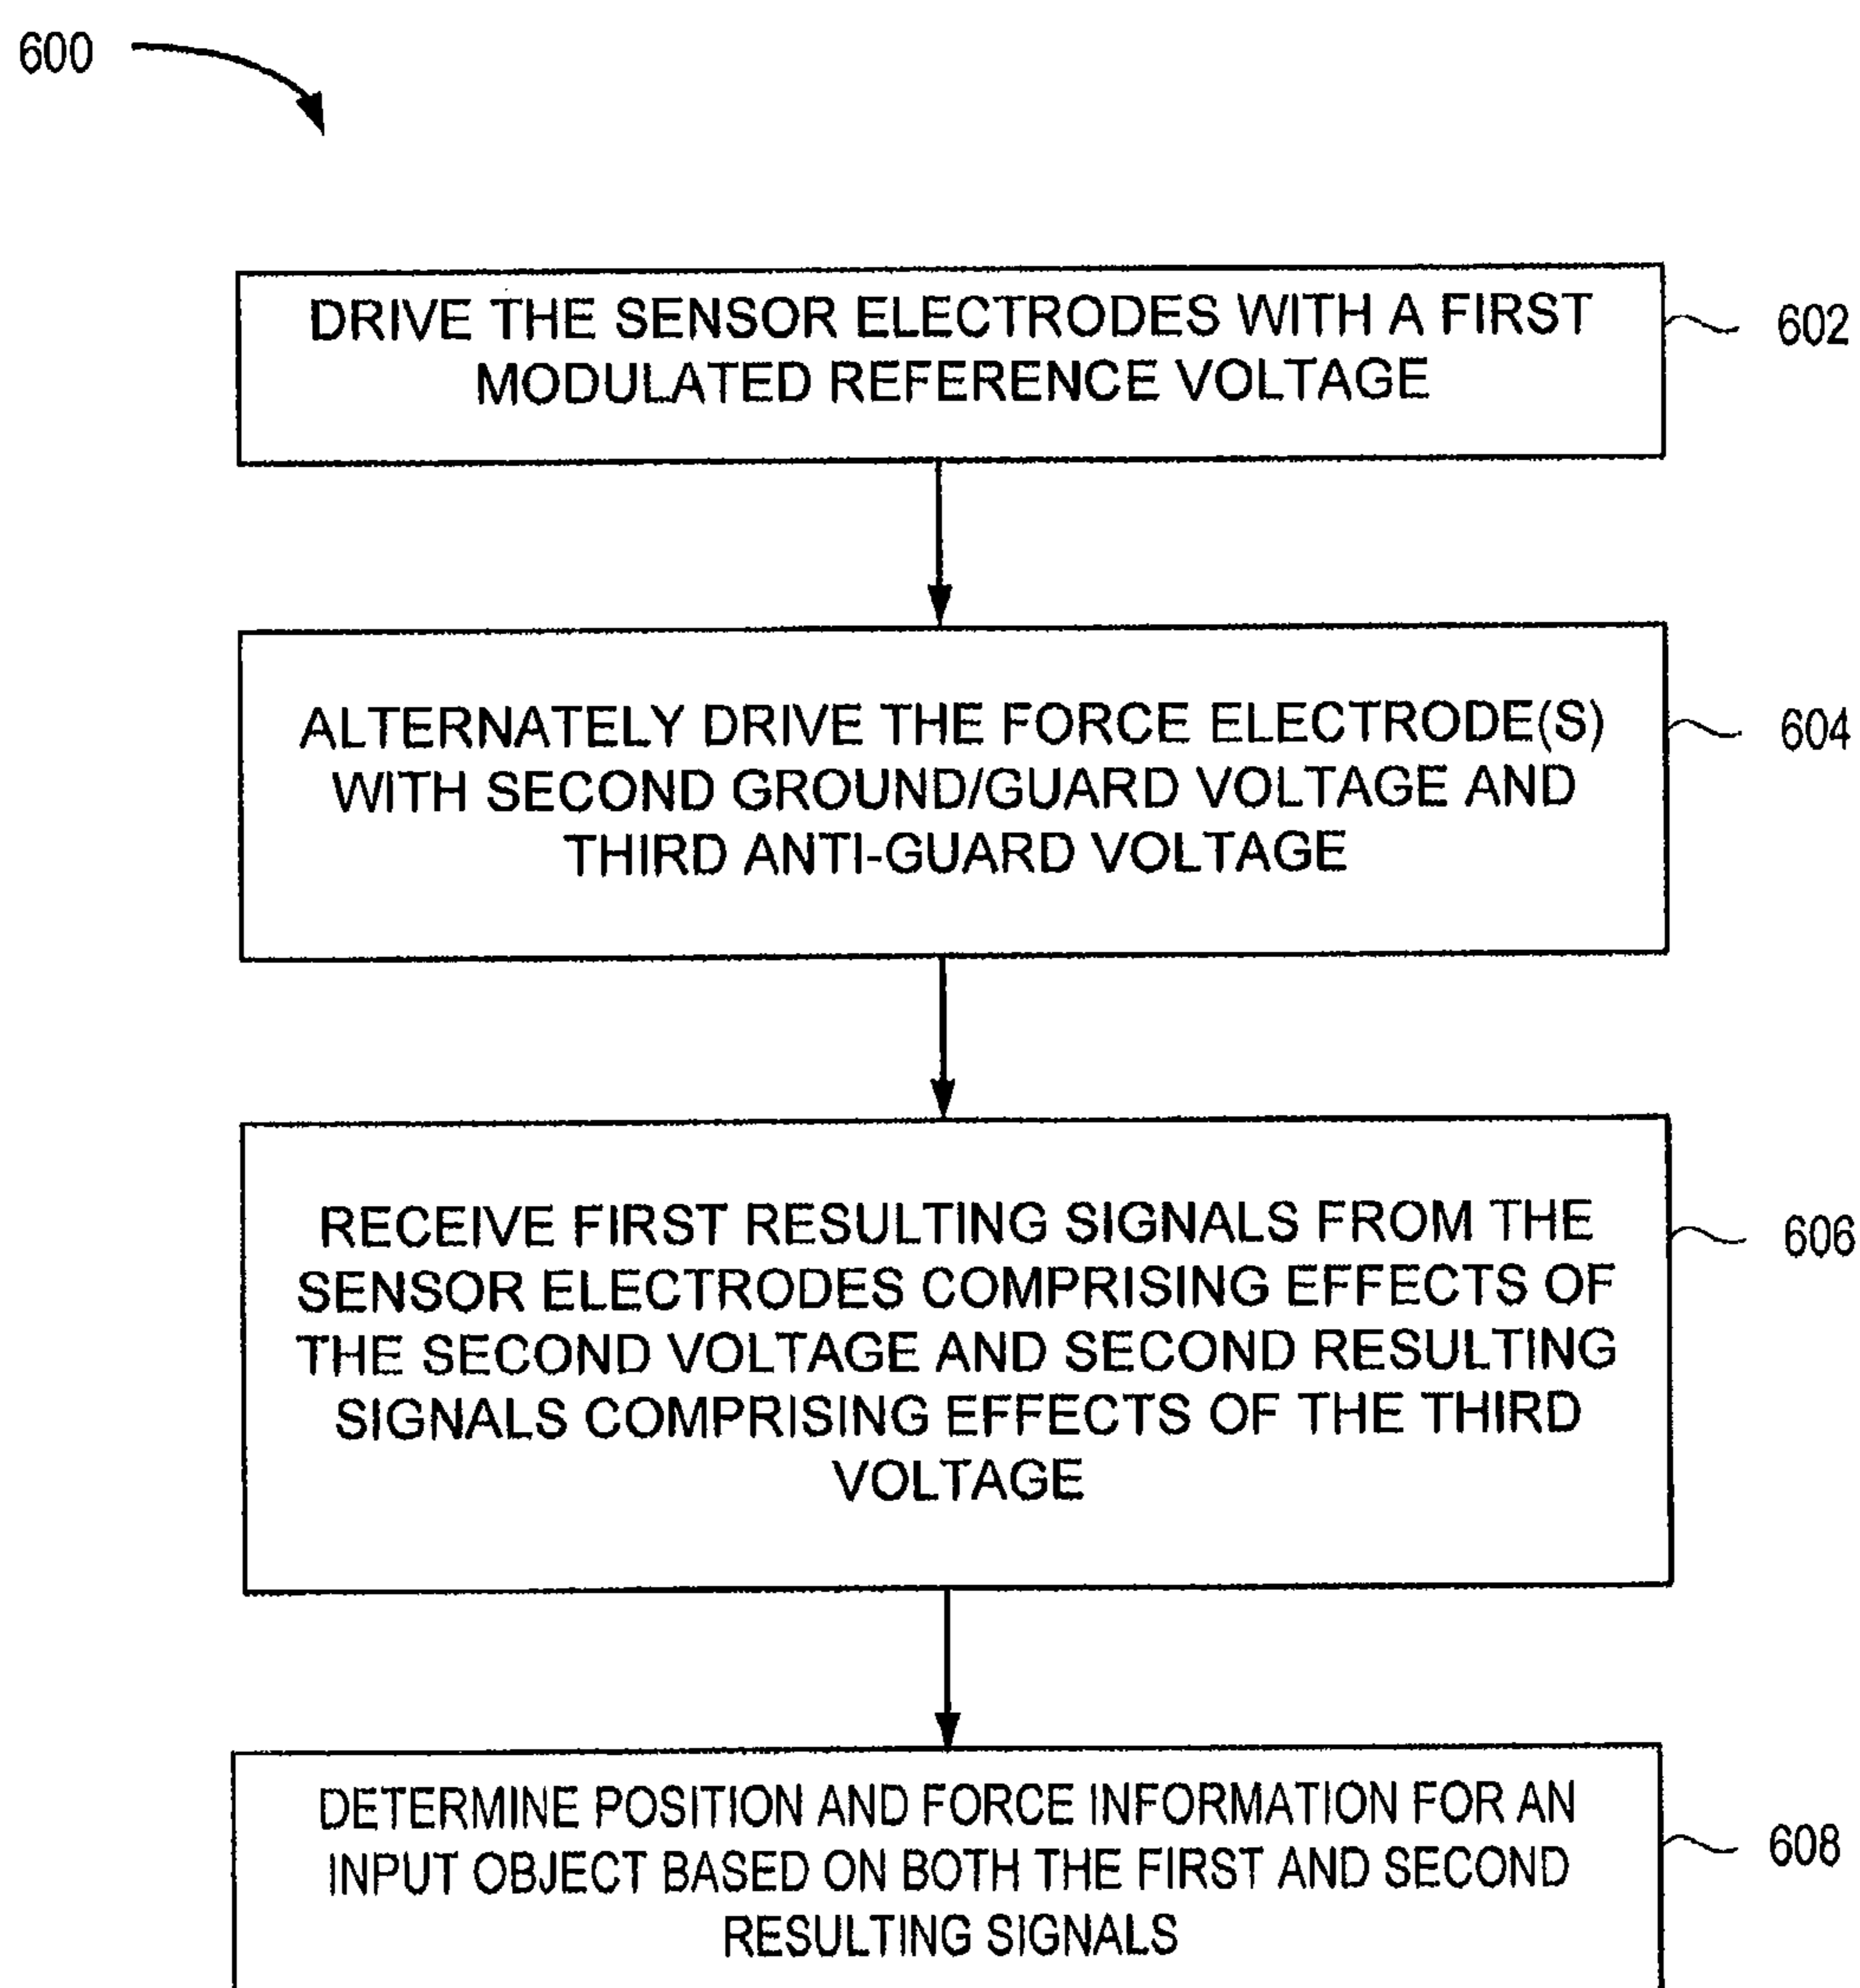 600
DRIVE THE SENSOR ELECTRODES WITH A FIRST
MODULATED REFERENCE VOLTAGE
602
ALTERNATELY DRIVE THE FORCE ELECTRODE(S)
WITH SECOND GROUND/GUARD VOLTAGE AND
THIRD ANTI-GUARD VOLTAGE
604
RECEIVE FIRST RESULTING SIGNALS FROM THE
SENSOR ELECTRODES COMPRISING EFFECTS OF
THE SECOND VOLTAGE AND SECOND RESULTING
SIGNALS COMPRISING EFFECTS OF THE THIRD
VOLTAGE
606
DETERMINE POSITION AND FORCE INFORMATION FOR AN
INPUT OBJECT BASED ON BOTH THE FIRST AND SECOND
RESULTING SIGNALS
608